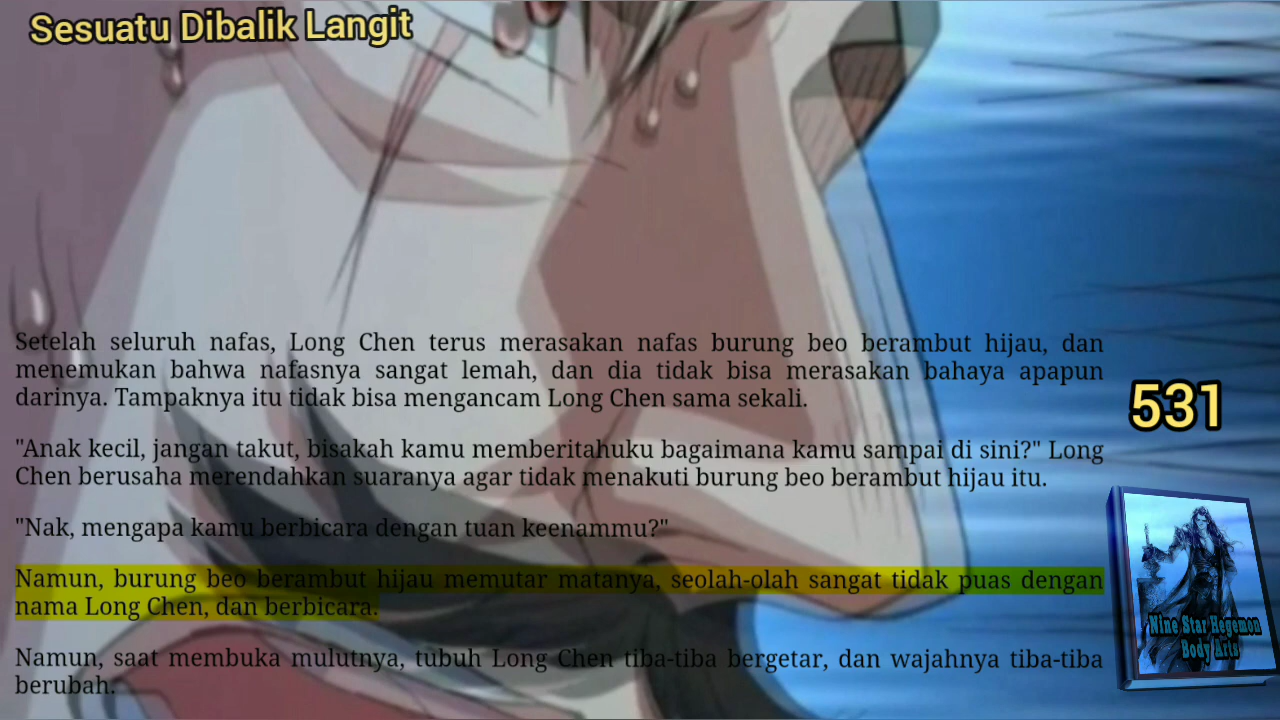 Sesuatu Dibalik Langit
Setelah seluruh nafas, Long Chen terus merasakan nafas burung beo berambut hijau, dan
menemukan bahwa nafasnya sangat lemah, dan dia tidak bisa merasakan bahaya apapun
darinya. Tampaknya itu tidak bisa mengancam Long Chen sama sekali.
"Anak kecil, jangan takut, bisakah kamu memberitahuku bagaimana kamu sampai di sini?" Long
Chen berusaha merendahkan suaranya agar tidak menakuti burung beo berambut hijau itu.
"Nak, mengapa kamu berbicara dengan tuan keenammu?"
Namun, burung beo berambut hijau memutar matanya, seolah-olah sangat tidak puas dengan
nama Long Chen, dan berbicara.
Namun, saat membuka mulutnya, tubuh Long Chen tiba-tiba bergetar, dan wajahnya tiba-tiba
berubah.
531
Nine Star Hegemon
Body Arts